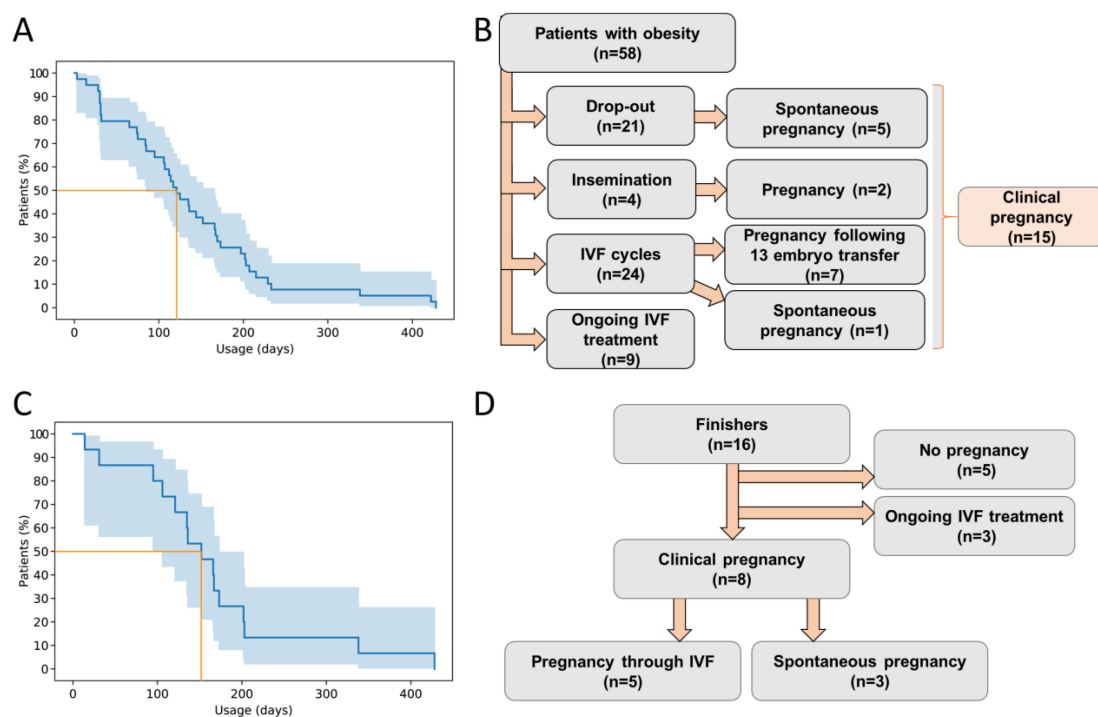 A
100
90
80
70
60
50
40
30
20
10
0
Patients (%)
0
100
200
300
400
Usage (days)
B
Patients with obesity
(n=58)
Drop-out
(n=21)
Spontaneous
pregnancy (n=5)
Insemination
(n=4)
Pregnancy (n=2)
IVF cycles
(n=24)
Pregnancy following
13 embryo transfer
(n=7)
Spontaneous
pregnancy (n=1)
Ongoing IVF
treatment
(n=9)
Clinical
pregnancy
(n=15)
C
100
90
80
70
60
50
40
30
20
10
0
Patients (%)
0
100
200
300
400
Usage (days)
D
Finishers
(n=16)
No pregnancy
(n=5)
Ongoing IVF treatment
(n=3)
Clinical pregnancy
(n=8)
Pregnancy through IVF
(n=5)
Spontaneous pregnancy
(n=3)